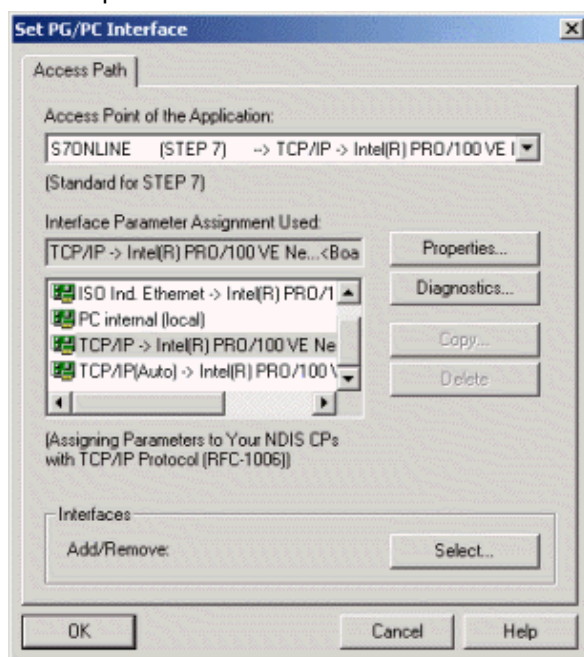 Set PG/PC Interface
Access Path
Access Point of the Application:
S7ONLINE (STEP 7) --> TCP/IP -> Intel(R) PRO/100 VE
(Standard for STEP 7)
Interface Parameter Assignment Used:
TCP/IP -> Intel(R) PRO/100 VE Ne...<Boa
Properties...
ISO Ind. Ethernet -> Intel(R) PRO/1
PC internal (local)
TCP/IP -> Intel(R) PRO/100 VE Ne
TCP/IP(Auto) -> Intel(R) PRO/100
Diagnostics...
Copy...
Delete
(Assigning Parameters to Your NDIS CPs
with TCP/IP Protocol (RFC-1006))
Interfaces
Add/Remove:
Select...
OK
Cancel
Help